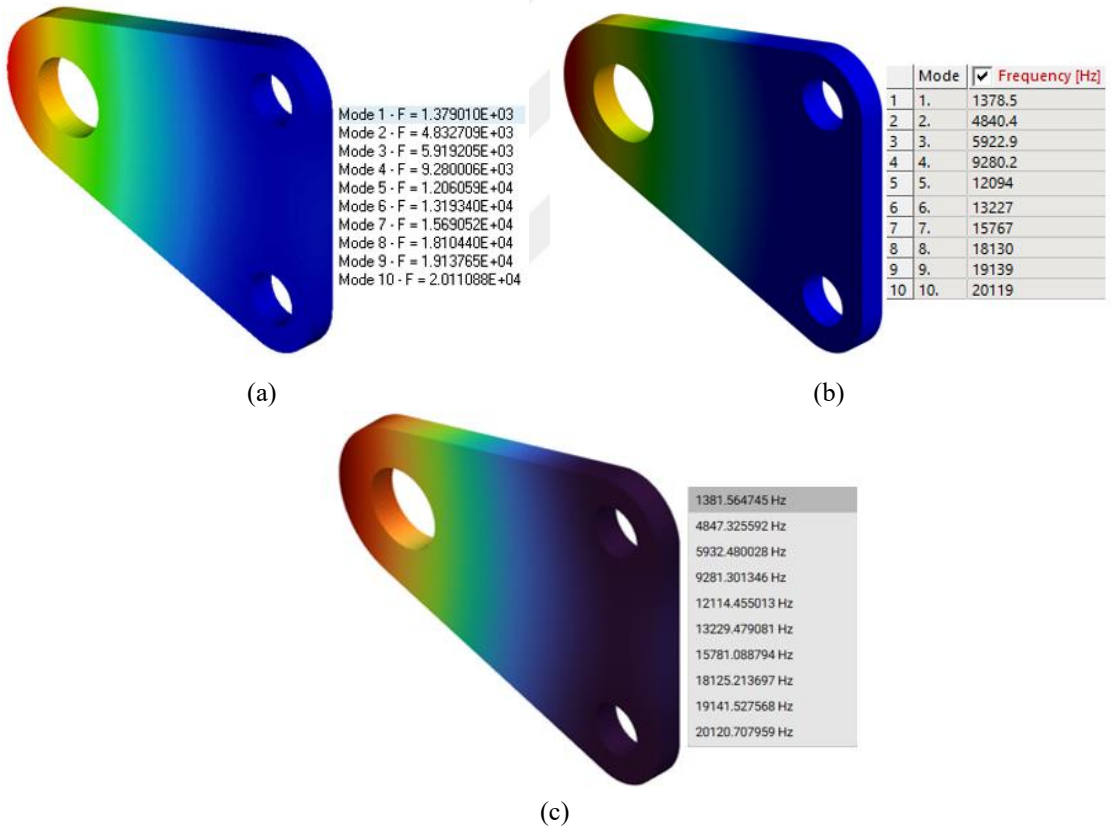 Mode 1 - F = 1.379010E+03
Mode 2 - F = 4.832709E+03
Mode 3 - F = 5.919205E+03
Mode 4 - F = 9.280006E+03
Mode 5 - F = 1.206059E+04
Mode 6 - F = 1.319340E+04
Mode 7 - F = 1.569052E+04
Mode 8 - F = 1.810440E+04
Mode 9 - F = 1.913765E+04
Mode 10 - F = 2.011088E+04
Mode Frequency [Hz]
1 1. 1378.5
2 2. 4840.4
3 3. 5922.9
4 4. 9280.2
5 5. 12094
6 6. 13227
7 7. 15767
8 8. 18130
9 9. 19139
10 10. 20119
(a)
(b)
1381.564745 Hz
4847.325592 Hz
5932.480028 Hz
9281.301346 Hz
12114.455013 Hz
13229.479081 Hz
15781.088794 Hz
18125.213697 Hz
19141.527568 Hz
20120.707959 Hz
(c)